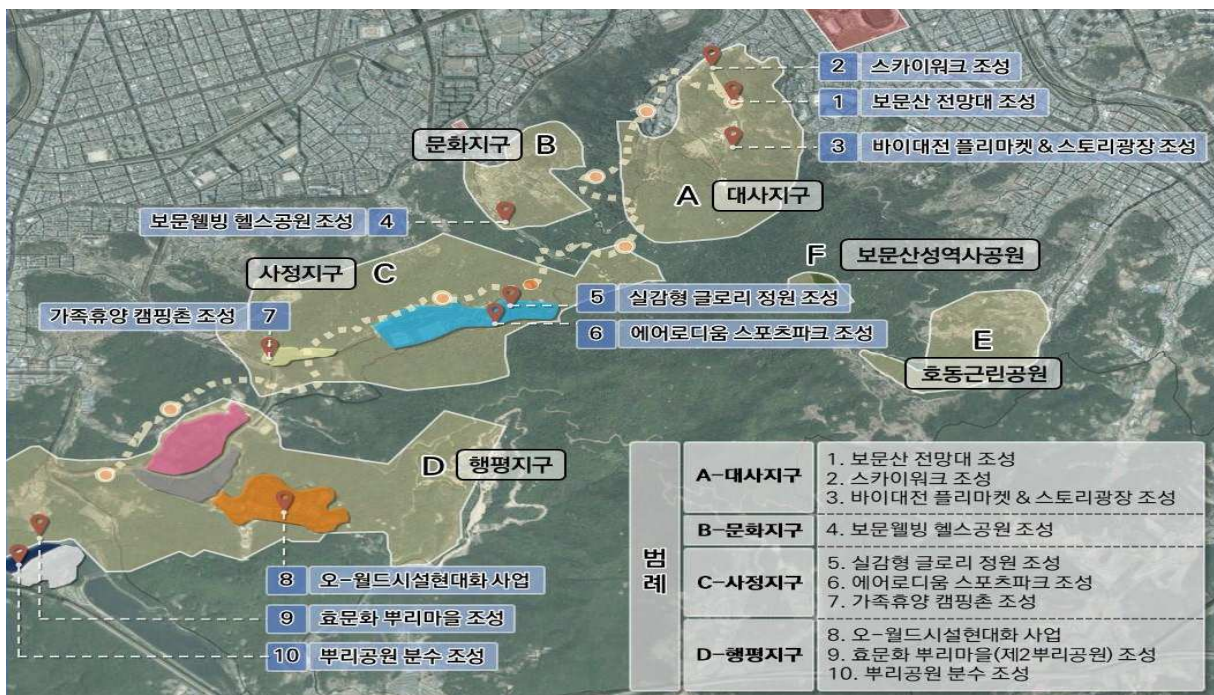 2 스카이워크 조성
1 보문산 전망대 조성
3 바이대전 플리마켓 & 스토리광장 조성
문화지구 B
A 대사지구
보문웰빙 헬스공원 조성 4
F 보문산성역사공원
사정지구 C
5 실감형 글로리 정원 조성
가족휴양 캠핑촌 조성 7
6 에어로디움 스포츠파크 조성
E
호동근린공원
D 행평지구
8 오-월드시설현대화 사업
9 효문화 뿌리마을 조성
10 뿌리공원 분수 조성
범례
A-대사지구
1. 보문산 전망대 조성
2. 스카이워크 조성
3. 바이대전 플리마켓 & 스토리광장 조성
B-문화지구
4. 보문웰빙 헬스공원 조성
C-사정지구
5. 실감형 글로리 정원 조성
6. 에어로디움 스포츠파크 조성
7. 가족휴양 캠핑촌 조성
D-행평지구
8. 오-월드시설현대화 사업
9. 효문화 뿌리마을(제2뿌리공원) 조성
10. 뿌리공원 분수 조성